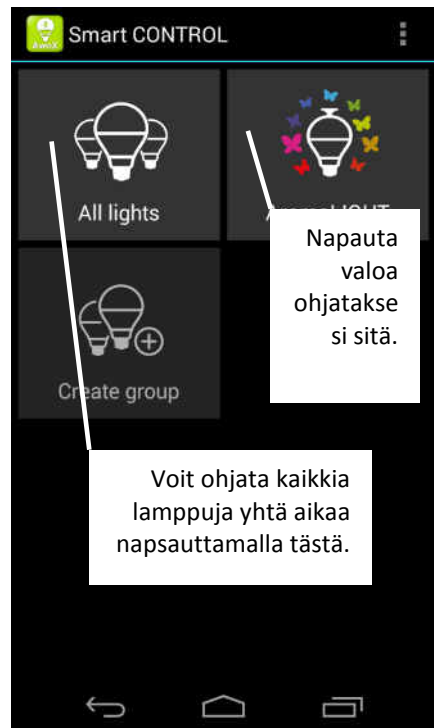 AwoX
Smart CONTROL
All lights
Napauta
valoa
ohjatakse
si sitä.
Create group
Voit ohjata kaikkia
lamppuja yhtä aikaa
napsauttamalla tästä.